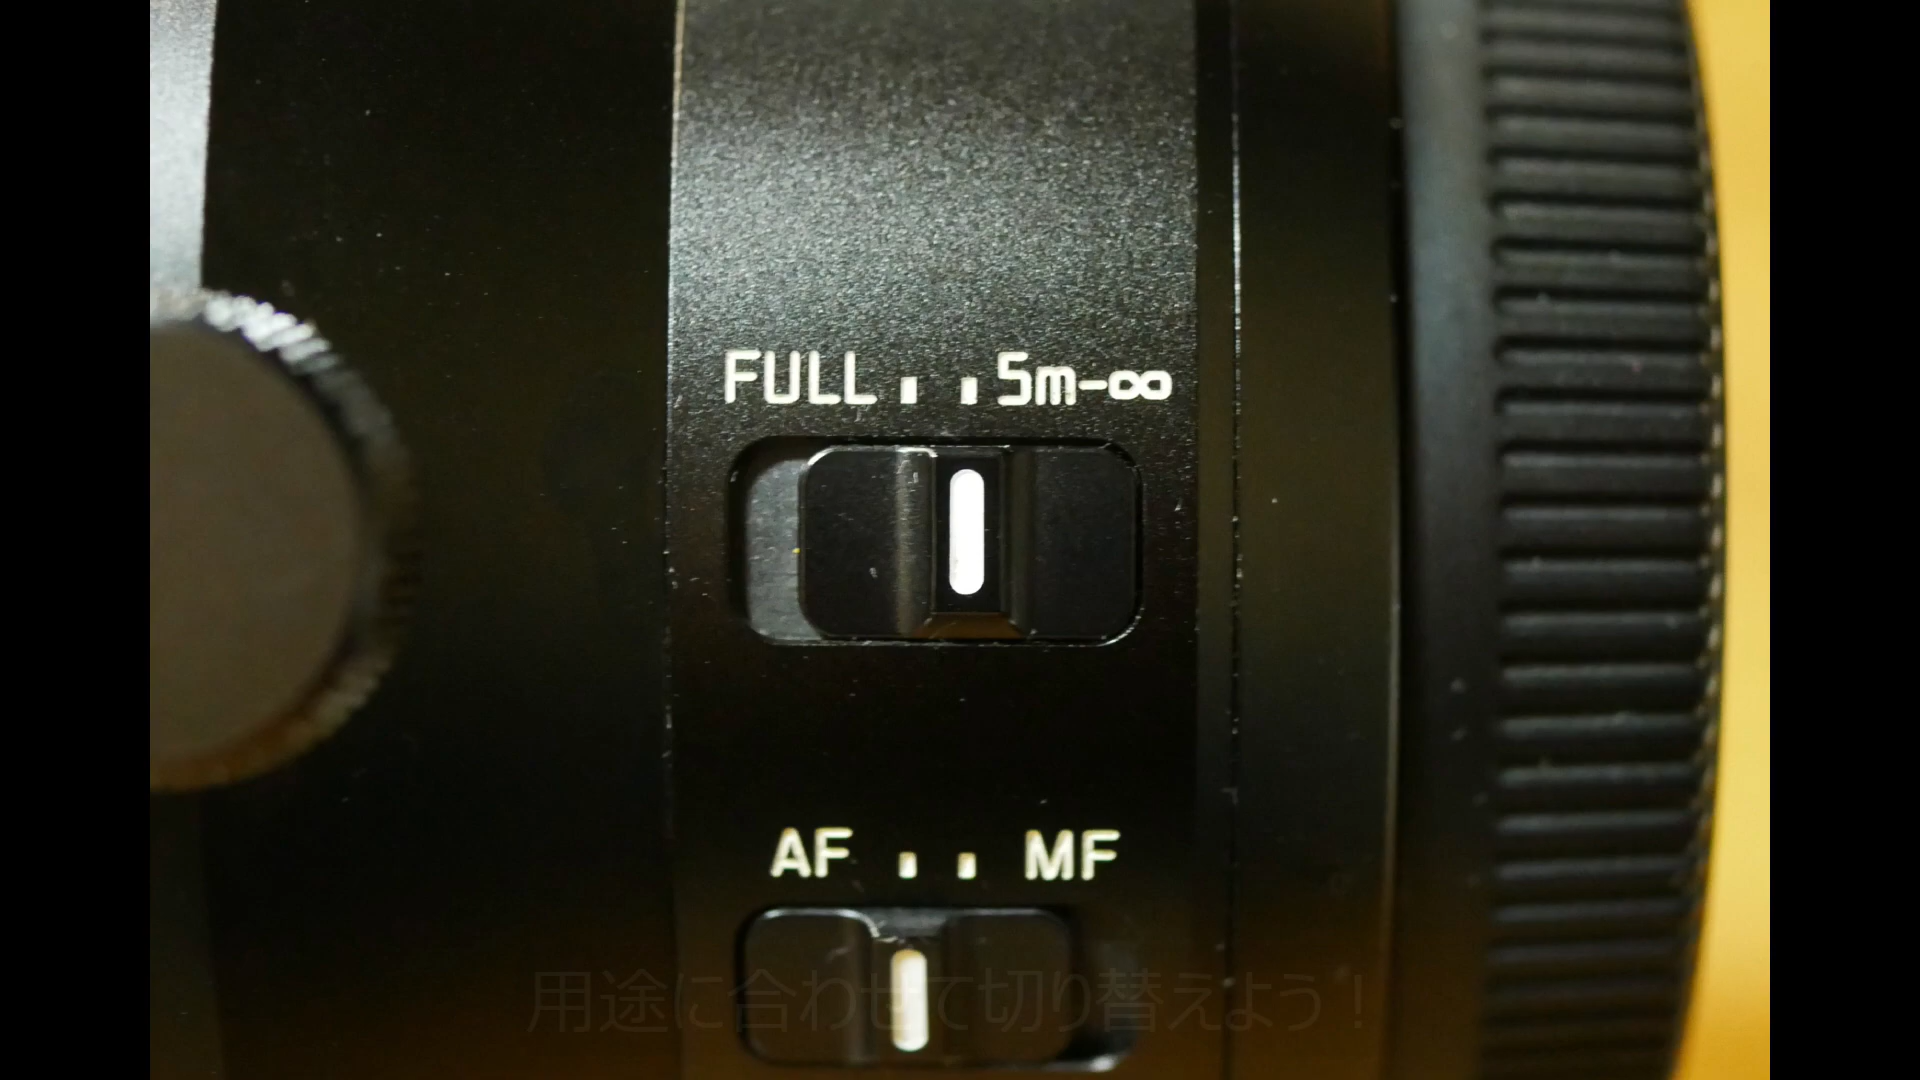 FULL . . 5m-∞
AF . . MF
用途に合わせて切り替えよう！